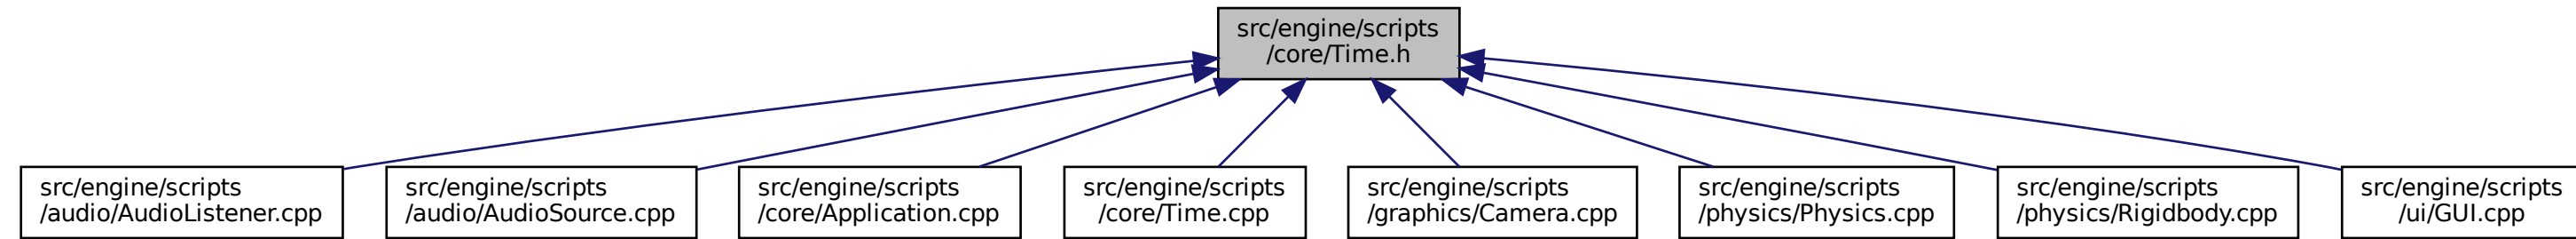 src/engine/scripts
/core/Time.h
src/engine/scripts
/audio/AudioListener.cpp
src/engine/scripts
/audio/AudioSource.cpp
src/engine/scripts
/core/Application.cpp
src/engine/scripts
/core/Time.cpp
src/engine/scripts
/graphics/Camera.cpp
src/engine/scripts
/physics/Physics.cpp
src/engine/scripts
/physics/Rigidbody.cpp
src/engine/scripts
/ui/GUI.cpp